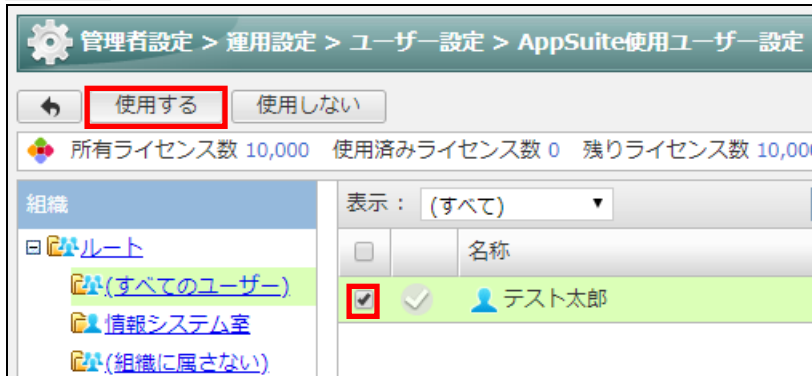 管理者設定 > 運用設定 > ユーザー設定 > AppSuite使用ユーザー設定
使用する 使用しない
所有ライセンス数 10,000 使用済みライセンス数 0 残りライセンス数 10,000
組織
表示： (すべて)
ルート
名称
(すべてのユーザー)
テスト太郎
情報システム室
(組織に属さない)